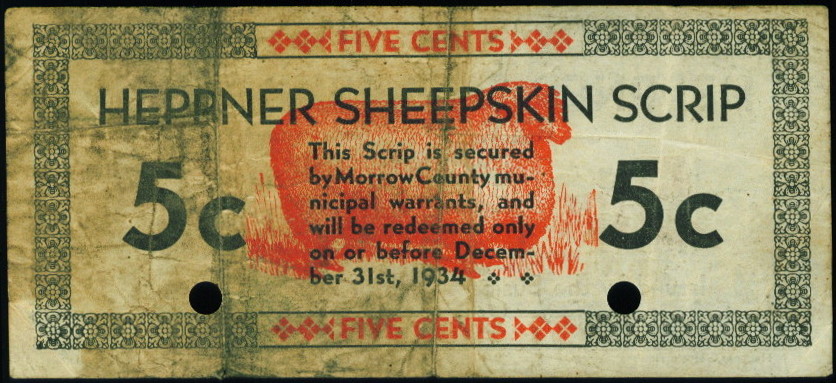 FIVE CENTS
HEPPNER SHEEPSKIN SCRIP
5c
This Scrip is secured
by Morrow County mu-
nicipal warrants, and
will be redeemed only
on or before Decem-
ber 31st, 1934
5c
FIVE CENTS